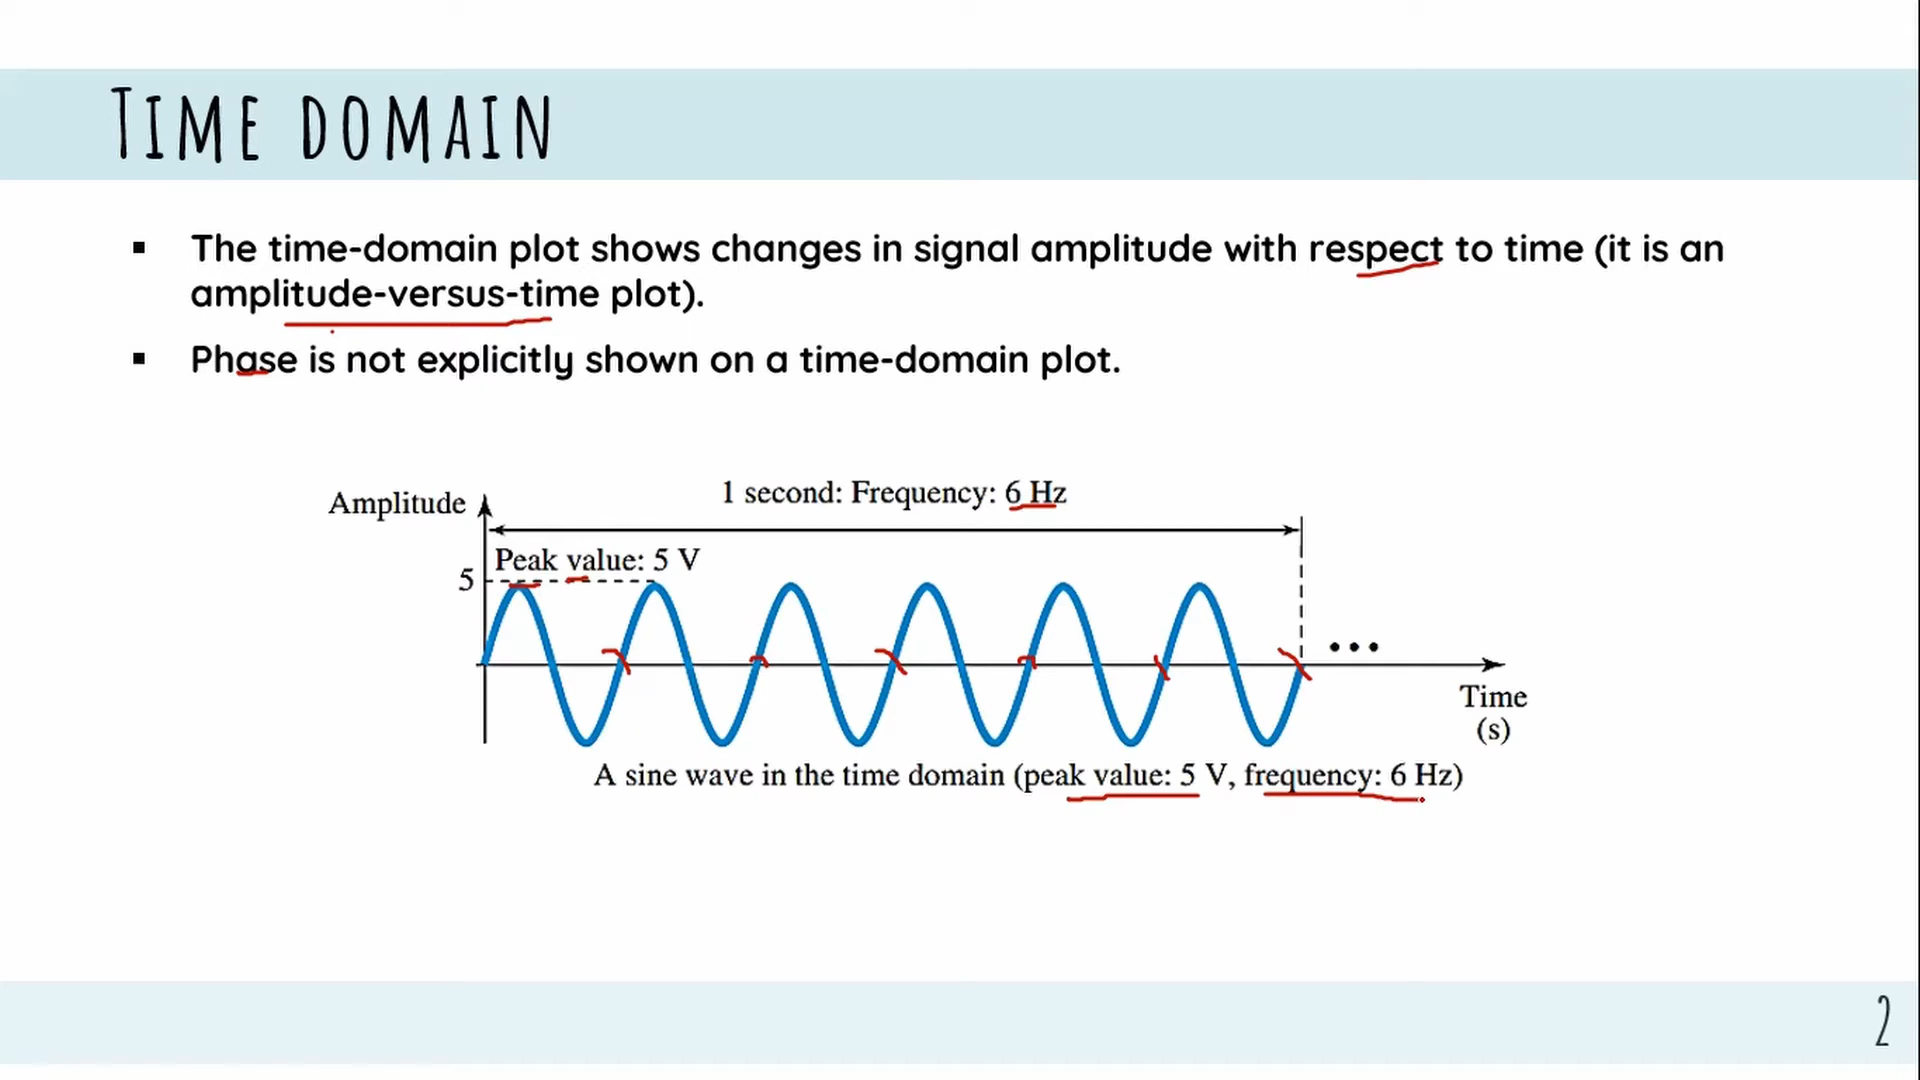 TIME DOMAIN
▪ The time-domain plot shows changes in signal amplitude with respect to time (it is an
amplitude-versus-time plot).
▪ Phase is not explicitly shown on a time-domain plot.
1 second: Frequency: 6 Hz
Amplitude
Peak value: 5 V
5
•••
Time
(s)
A sine wave in the time domain (peak value: 5 V, frequency: 6 Hz)
2